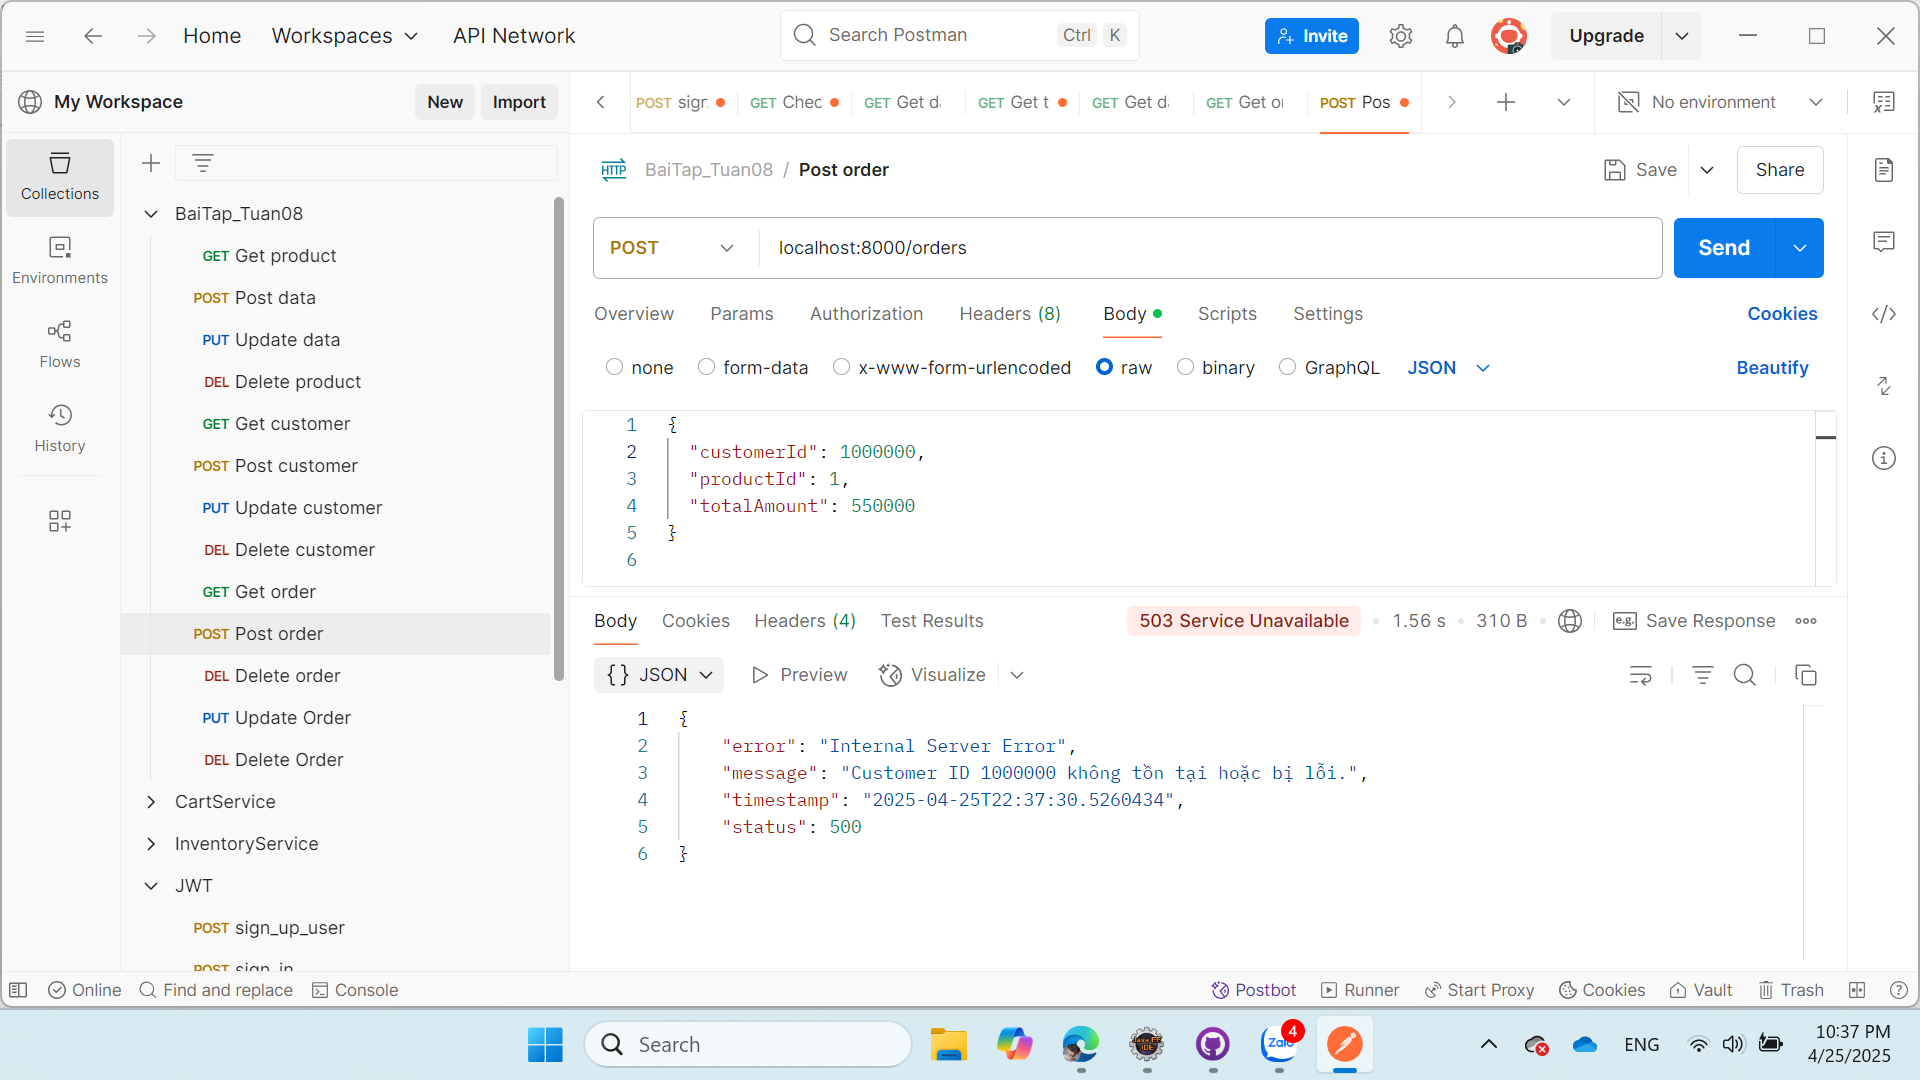 Home
Workspaces
API Network
Search Postman
Ctrl
K
Invite
Upgrade
My Workspace
New
Import
POST sign
GET Chec
GET Get da
GET Get t
GET Get da
GET Get or
POST Pos
No environment
Collections
Environments
Flows
History
BaiTap_Tuan08
GET Get product
POST Post data
PUT Update data
DEL Delete product
GET Get customer
POST Post customer
PUT Update customer
DEL Delete customer
GET Get order
POST Post order
DEL Delete order
PUT Update Order
DEL Delete Order
CartService
InventoryService
JWT
POST sign_up_user
POST sign_in
HTTP
BaiTap_Tuan08 / Post order
Save
Share
POST
localhost:8000/orders
Send
Overview
Params
Authorization
Headers (8)
Body
Scripts
Settings
Cookies
none
form-data
x-www-form-urlencoded
raw
binary
GraphQL
JSON
Beautify
1 {
2 "customerId": 1000000,
3 "productId": 1,
4 "totalAmount": 550000
5 }
6
Body
Cookies
Headers (4)
Test Results
503 Service Unavailable
1.56 s
310 B
e.g. Save Response
{} JSON
Preview
Visualize
1 {
2 "error": "Internal Server Error",
3 "message": "Customer ID 1000000 không tồn tại hoặc bị lỗi.",
4 "timestamp": "2025-04-25T22:37:30.5260434",
5 "status": 500
6 }
Online
Find and replace
Console
Postbot
Runner
Start Proxy
Cookies
Vault
Trash
Search
Java EE
IDE
Zalo
4
ENG
10:37 PM
4/25/2025